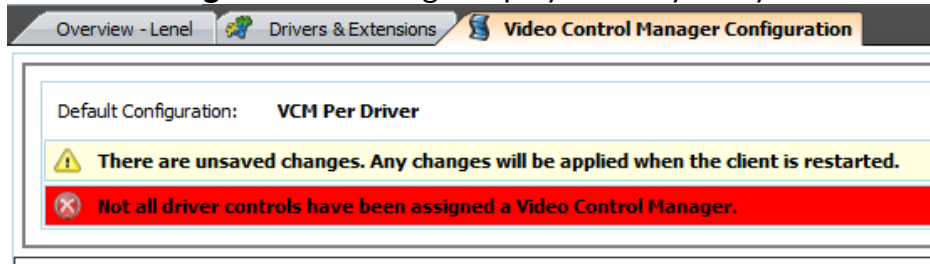 Overview - Lenel Drivers & Extensions Video Control Manager Configuration
Default Configuration: VCM Per Driver
There are unsaved changes. Any changes will be applied when the client is restarted.
Not all driver controls have been assigned a Video Control Manager.